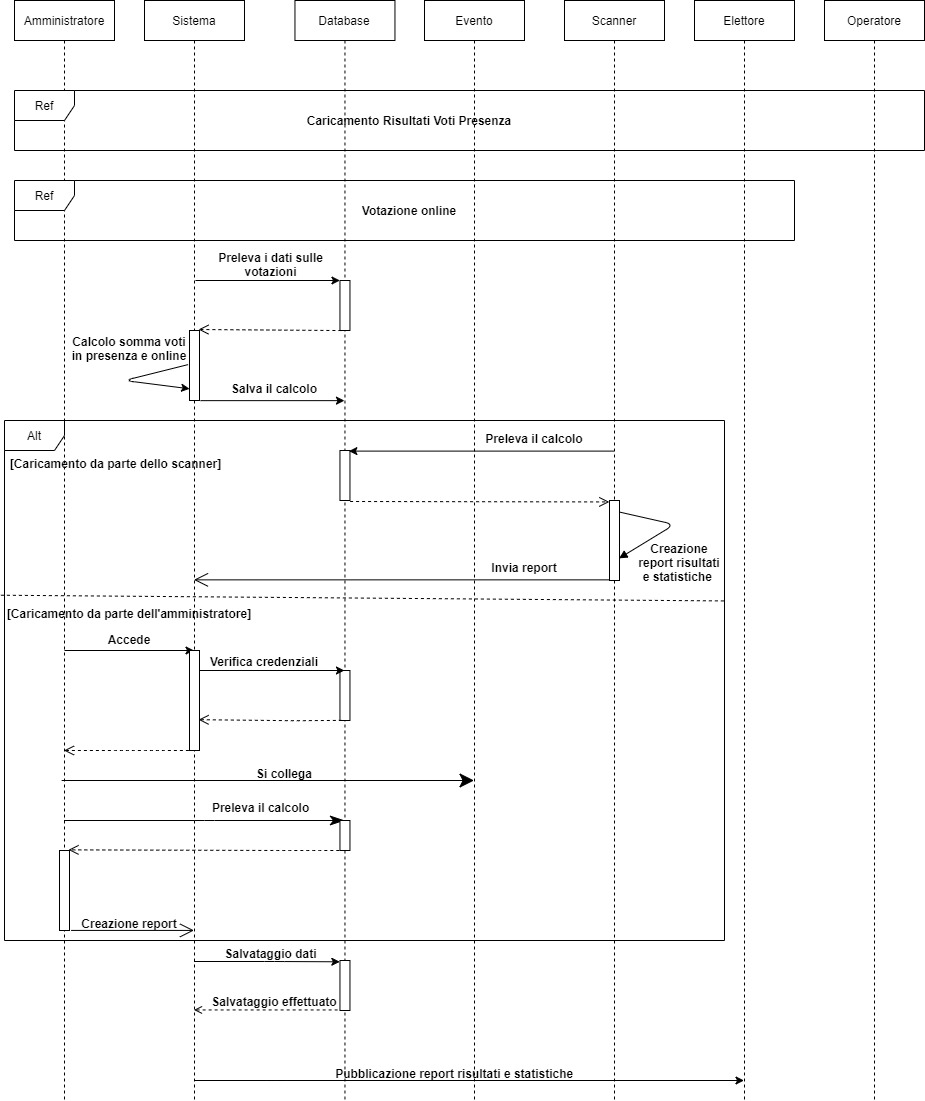 Amministratore
Sistema
Database
Evento
Scanner
Elettore
Operatore
Ref
Caricamento Risultati Voti Presenza
Ref
Votazione online
Preleva i dati sulle
votazioni
Calcolo somma voti
in presenza e online
Salva il calcolo
Alt
Preleva il calcolo
[Caricamento da parte dello scanner]
Creazione
report risultati
e statistiche
Invia report
[Caricamento da parte dell'amministratore]
Accede
Verifica credenziali
Si collega
Preleva il calcolo
Creazione report
Salvataggio dati
Salvataggio effettuato
Pubblicazione report risultati e statistiche